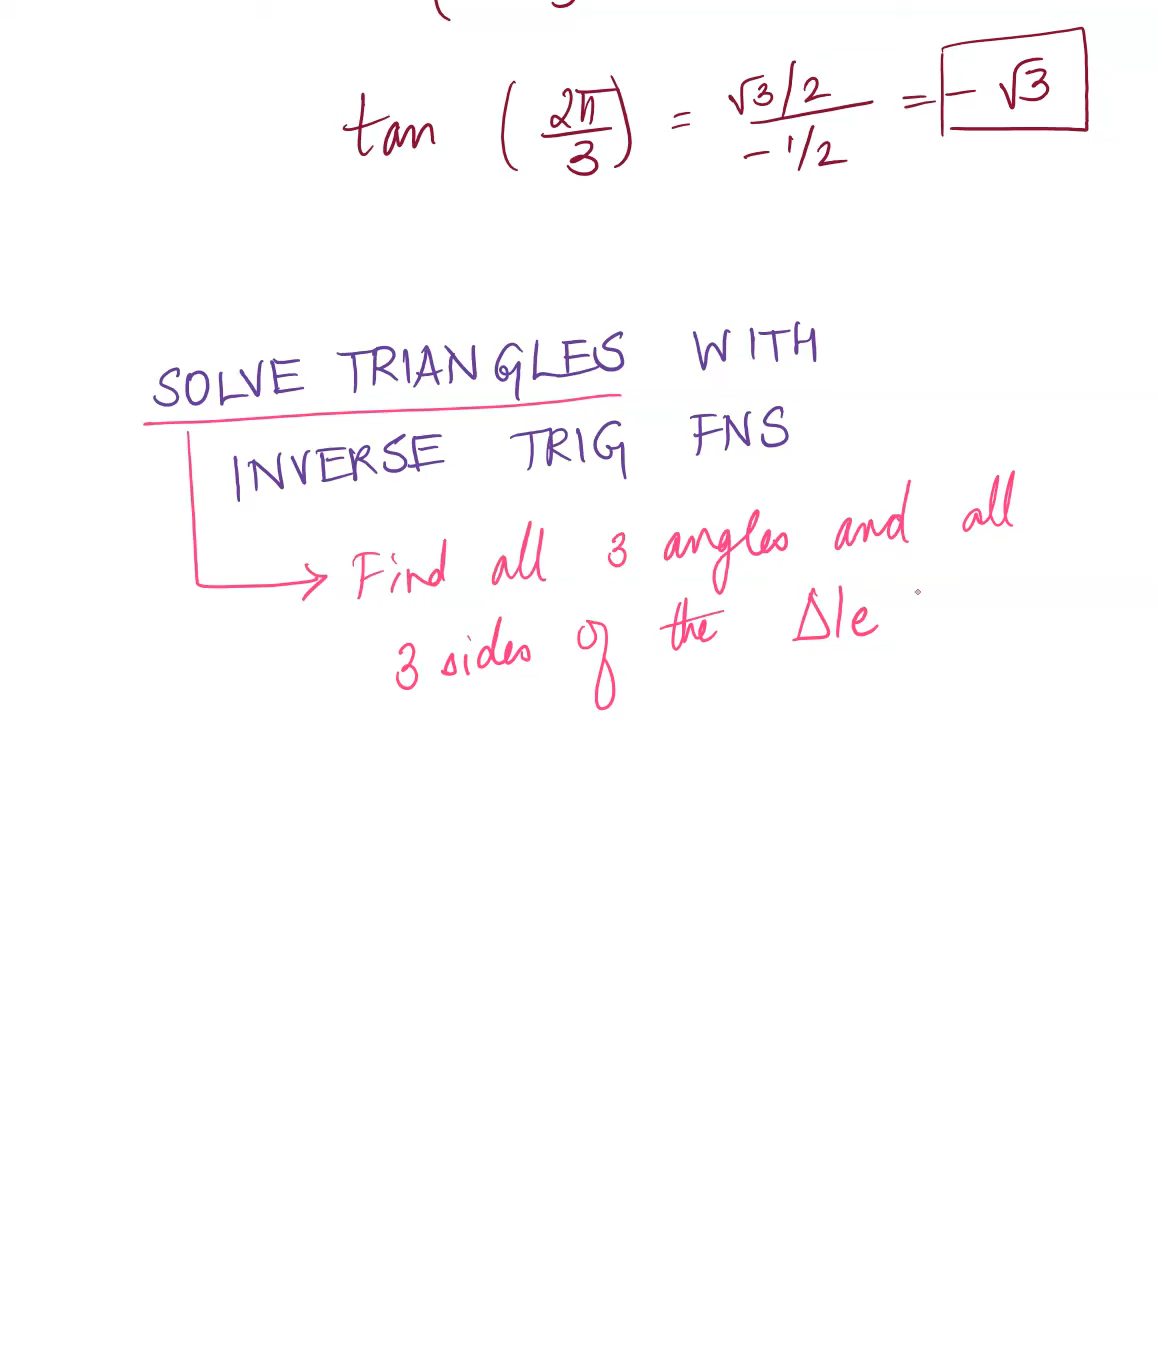 tan (2π/3) = √3/2 / -1/2 = - √3
SOLVE TRIANGLES WITH
INVERSE TRIG FNS
→ Find all 3 angles and all
3 sides of the Δle